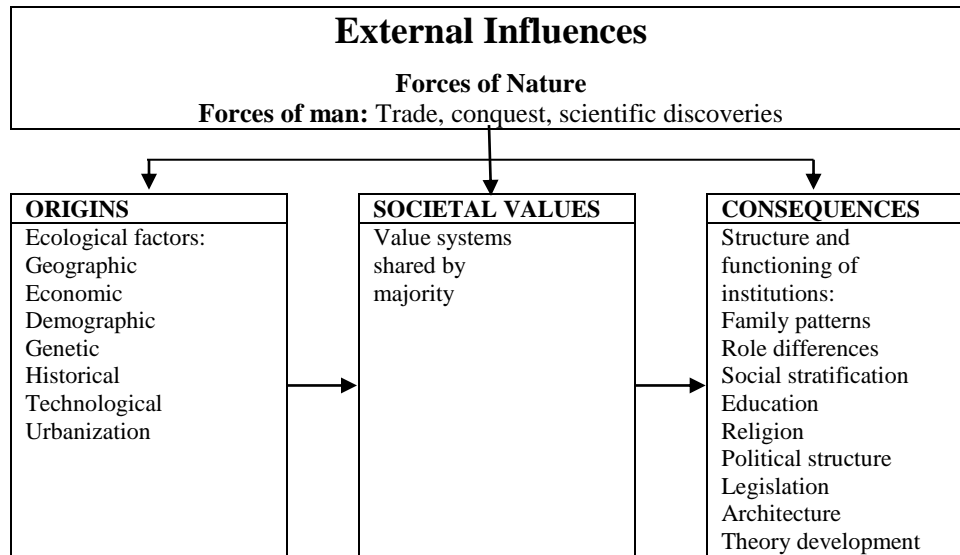 External Influences
Forces of Nature
Forces of man: Trade, conquest, scientific discoveries
ORIGINS
Ecological factors:
Geographic
Economic
Demographic
Genetic
Historical
Technological
Urbanization
SOCIETAL VALUES
Value systems
shared by
majority
CONSEQUENCES
Structure and
functioning of
institutions:
Family patterns
Role differences
Social stratification
Education
Religion
Political structure
Legislation
Architecture
Theory development